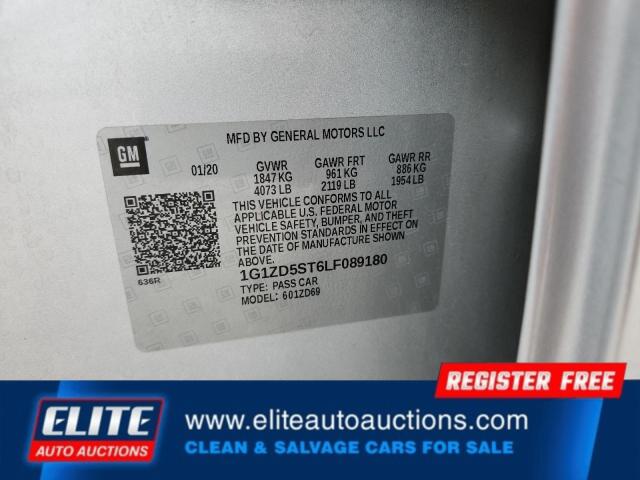 GM
MFD BY GENERAL MOTORS LLC
01/20 GVWR GAWR FRT GAWR RR
1847 KG 961 KG 886 KG
4073 LB 2119 LB 1954 LB
THIS VEHICLE CONFORMS TO ALL
APPLICABLE U.S. FEDERAL MOTOR
VEHICLE SAFETY, BUMPER, AND THEFT
PREVENTION STANDARDS IN EFFECT ON
THE DATE OF MANUFACTURE SHOWN
ABOVE.
636R
1G1ZD5ST6LF089180
TYPE: PASS CAR
MODEL: 601ZD69
REGISTER FREE
ELITE
AUTO AUCTIONS
www.eliteautoauctions.com
CLEAN & SALVAGE CARS FOR SALE